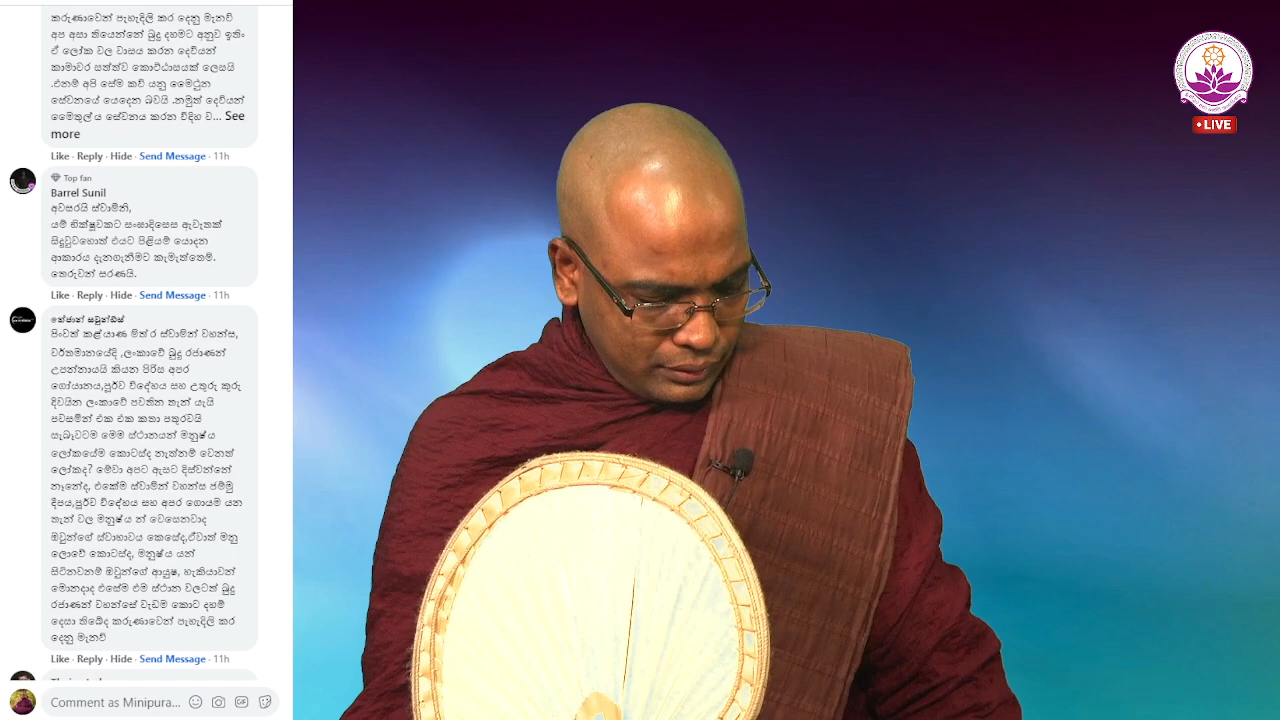 කරුණාවෙන් පැහැදිලි කර දෙනු මැනවි
අප අසා තියෙන්නේ බුදු දහමට අනුව ඉතිං
ඒ ලෝක වල වාසය කරන දෙවියන්
කාමාවර සත්ත්ව කොට්ඨාසයක් ලෙසයි
.එනම් අපි සේම කව් යනු මෛථුන
සේවනයේ යෙදෙන බවයි .නමුත් දෙවියන්
මෛතුල්ය සේවනය කරන විදිහ ව... See
more
Like · Reply · Hide · Send Message · 11h
Top fan
Barrel Sunil
අවසරයි ස්වාමිනි,
යම් භික්ෂූවකට සංඝාදිසෙස ඇවැතක්
සිදුවුවහොත් එයට පිළියම් යොදන
ආකාරය දැනගැනීමට කැමැත්තෙමි.
තෙරුවන් සරණයි.
Like · Reply · Hide · Send Message · 11h
නේජාන් සවුන්ඩ්ස්
පිංවත් කළ්යාණ මිත්‍ර ස්වාමින් වහන්ස,
වර්තමානයේදි ,ලංකාවේ බුදු රජාණන්
උපන්නායයි කියන පිරිස අපර
ගෝයානය,පූර්ව විදේහය සහ උතුරු කුරු
දිවයින ලංකාවේ පවතින තැන් යැයි
පවසමින් එක එක කතා පතුරවයි
සැබෑවටම මෙම ස්ථානයන් මනුෂ්ය
ලෝකයේම කොටස්ද නැත්නම් වෙනත්
ලෝකද? මේවා අපට ඇසට දිස්වන්නේ
නෑනේද, එකේම ස්වාමින් වහන්ස ජම්මු
දීපය,පූර්ව විදේහය සහ අපර ගොයම යන
තැන් වල මනුෂ්ය න් වෙසෙනවාද
ඔවුන්ගේ ස්වාභාවය කෙසේද,ඒවාත් මනු
ලොවේ කොටස්ද, මනුෂ්ය යන්
සිටිනවනම් ඔවුන්ගේ ආයුෂ, හැකියාවන්
මොනදාද එසේම එම ස්ථාන වලටත් බුදු
රජාණන් වහන්සේ වැඩම කොට දහම්
දෙසා තිබේද කරුණාවෙන් පැහැදිලි කර
දෙනු මැනවි
Like · Reply · Hide · Send Message · 11h
Comment as Minipura...
LIVE